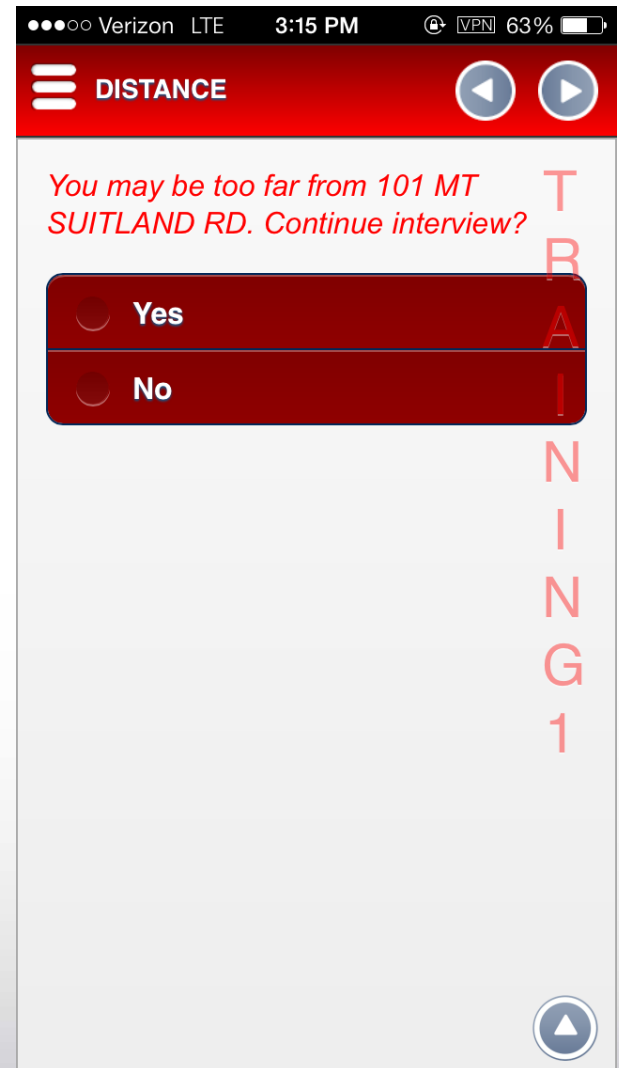 Verizon LTE 3:15 PM VPN 63%
DISTANCE
You may be too far from 101 MT
SUITLAND RD. Continue interview?
Yes
No
T
R
A
I
N
I
N
G
1